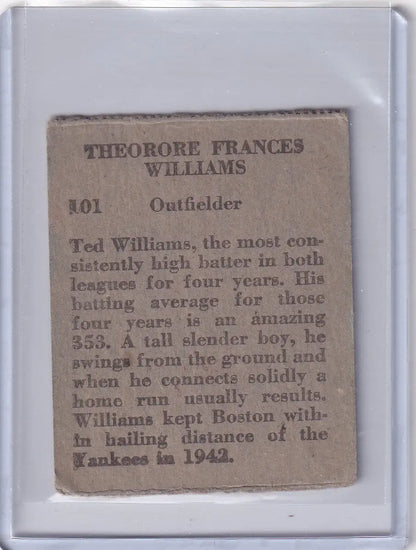 THEORORE FRANCES
WILLIAMS
101 Outfielder
Ted Williams, the most con-
sistently high batter in both
leagues for four years. His
batting average for those
four years is an amazing
353. A tall slender boy, he
swings from the ground and
when he connects solidly a
home run usually results.
Williams kept Boston with-
in hailing distance of the
Yankees in 1942.